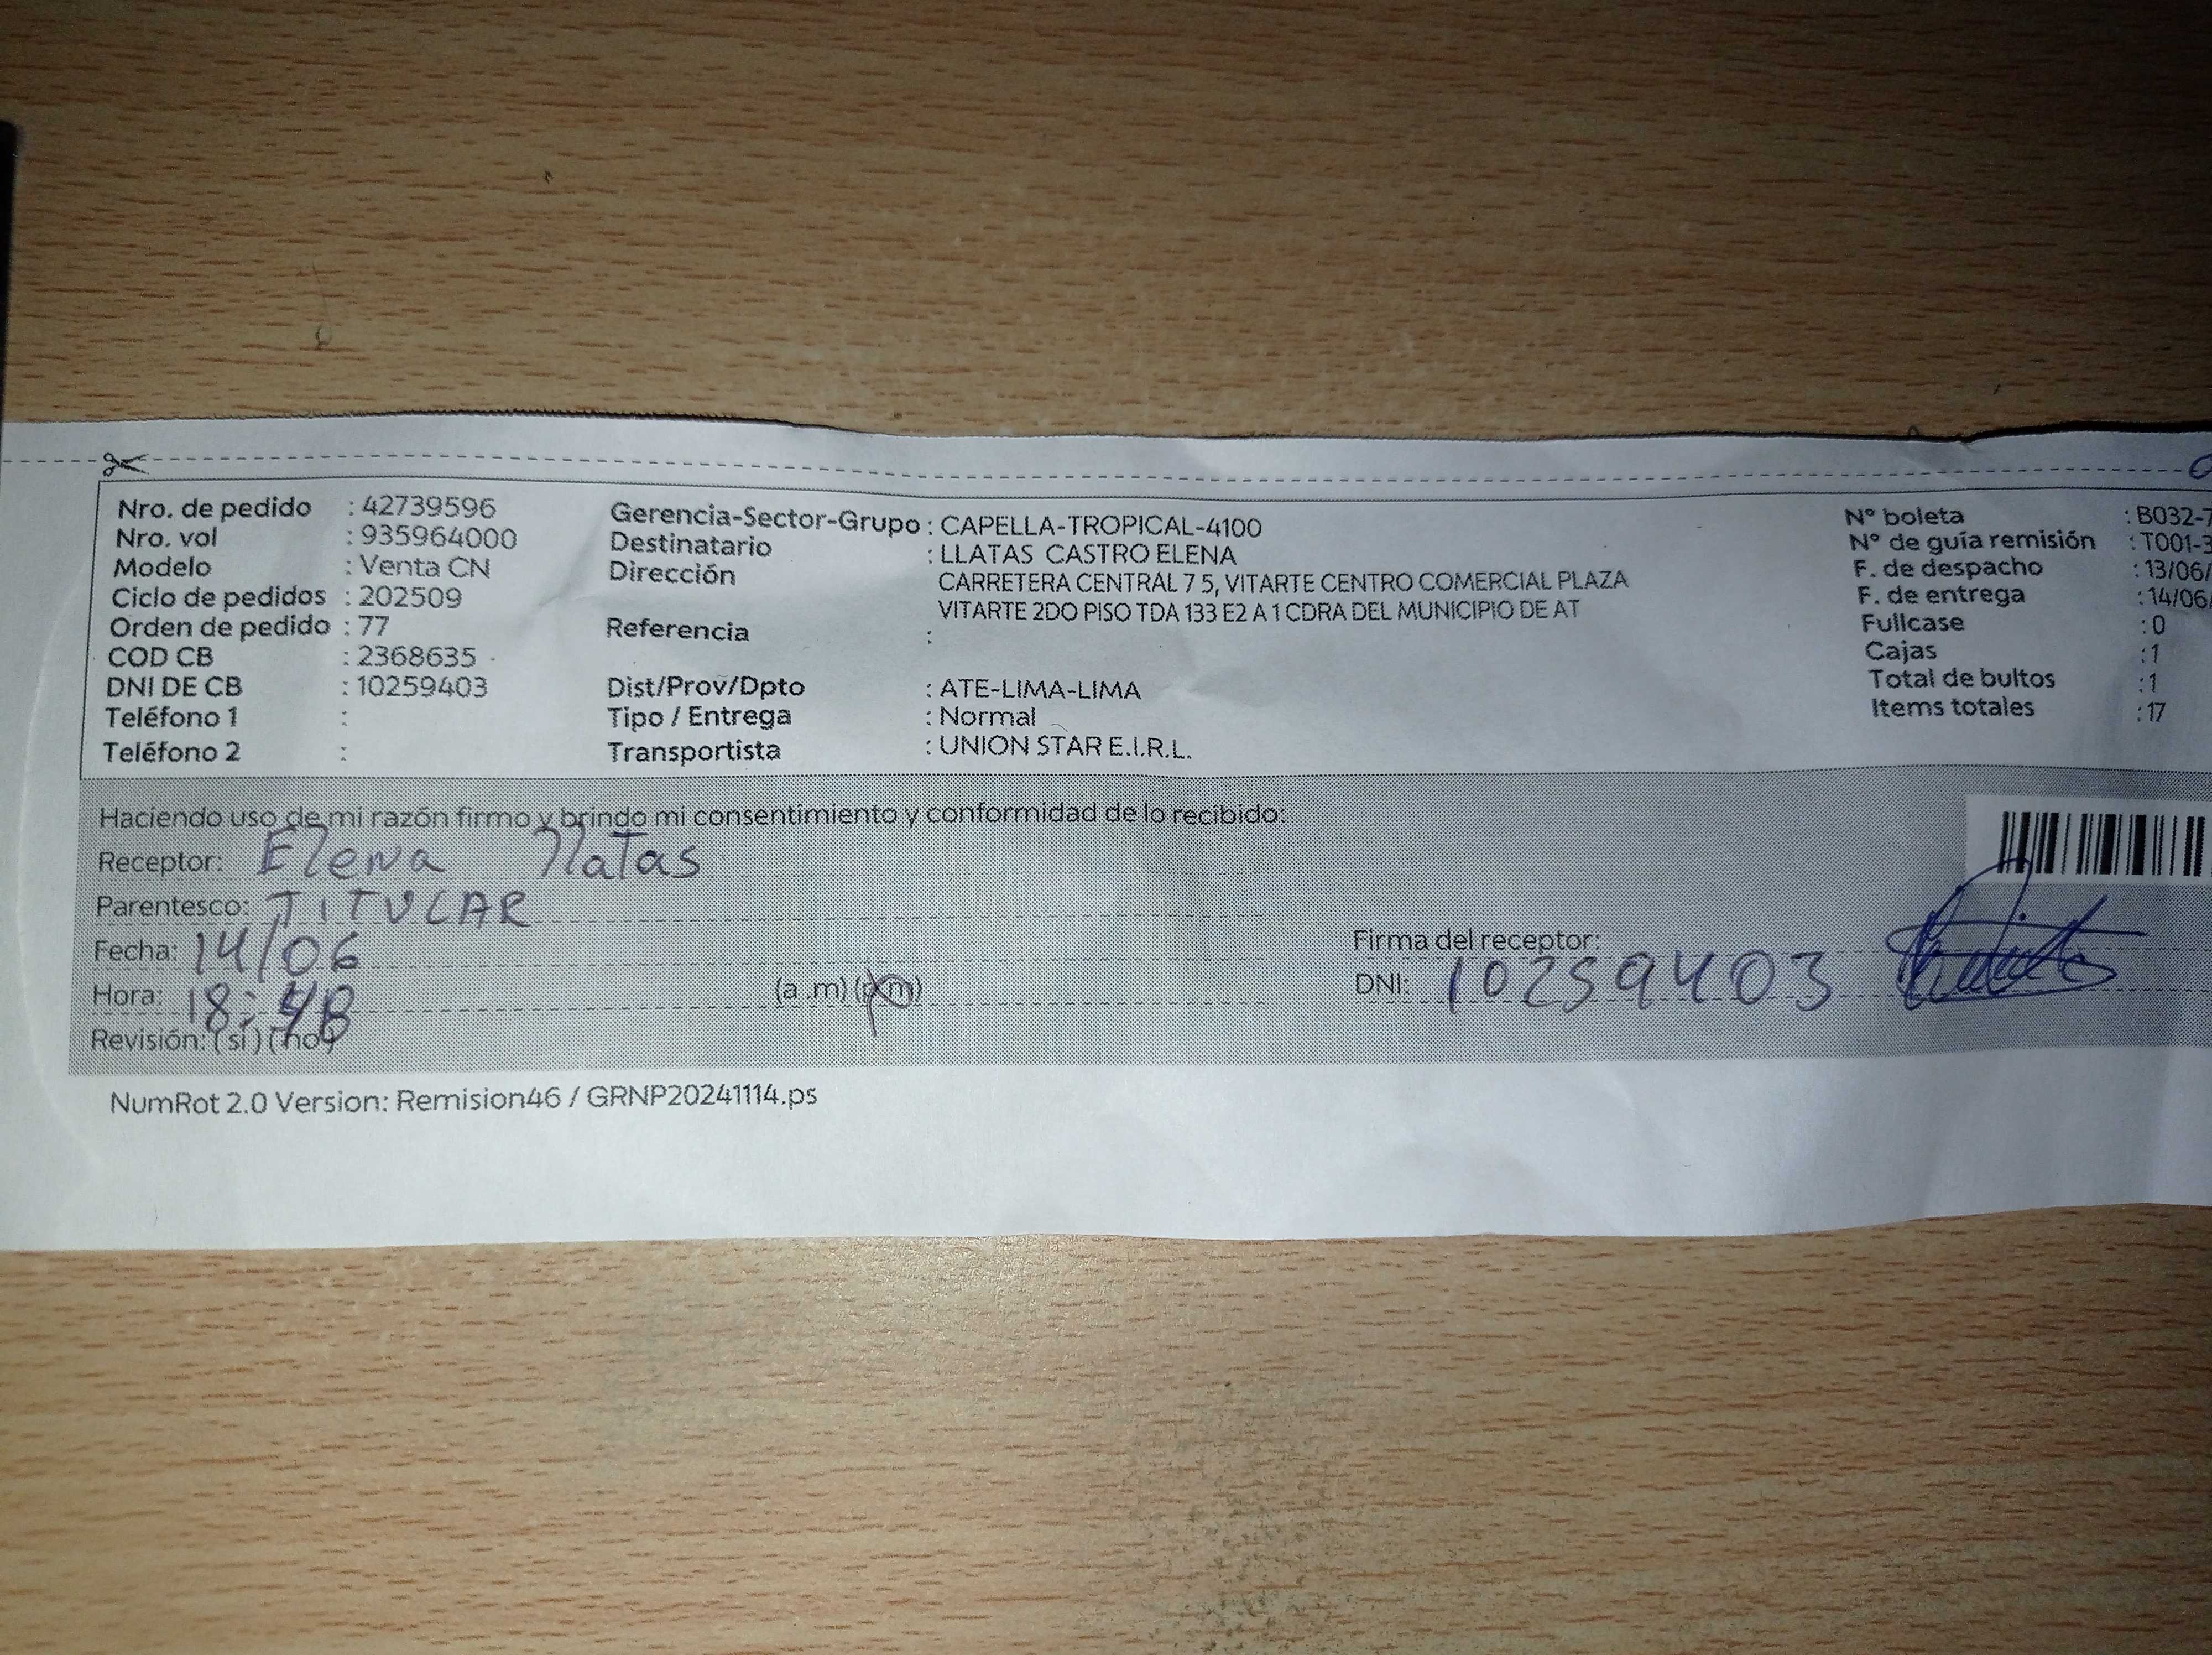 Nro. de pedido : 42739596
Nro. vol : 935964000
Modelo : Venta CN
Ciclo de pedidos : 202509
Orden de pedido : 77
COD CB : 2368635
DNI DE CB : 10259403
Teléfono 1 :
Teléfono 2 :
Gerencia-Sector-Grupo : CAPELLA-TROPICAL-4100
Destinatario : LLATAS CASTRO ELENA
Dirección CARRETERA CENTRAL 7 5, VITARTE CENTRO COMERCIAL PLAZA
VITARTE 2DO PISO TDA 133 E2 A 1 CDRA DEL MUNICIPIO DE AT
Referencia :
Dist/Prov/Dpto : ATE-LIMA-LIMA
Tipo / Entrega : Normal
Transportista : UNION STAR E.I.R.L.
N° boleta : B032-7
N° de guía remisión : T001-3
F. de despacho : 13/06/
F. de entrega : 14/06/
Fullcase : 0
Cajas : 1
Total de bultos : 1
Items totales : 17
Haciendo uso de mi razón firmo y brindo mi consentimiento y conformidad de lo recibido:
Receptor: Elena llatas
Parentesco: TITULAR
Fecha: 14/06
Hora: 18: (a .m) (p.m)
Revisión: (si) (no)
Firma del receptor:
DNI: 10259403
NumRot 2.0 Version: Remision46 / GRNP20241114.ps